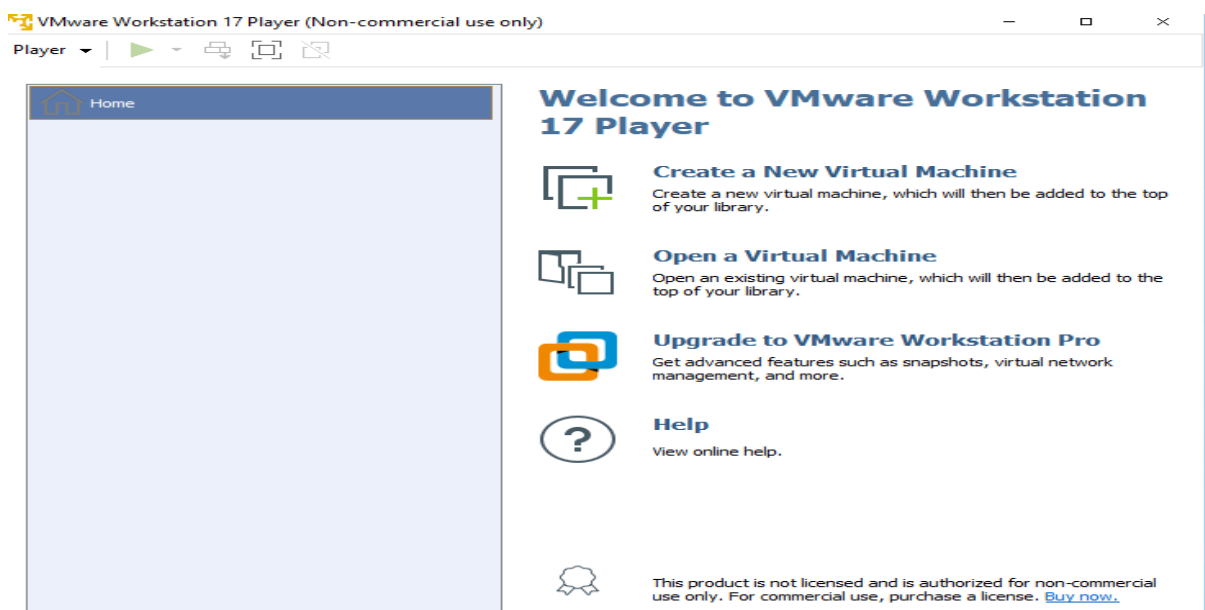 VMware Workstation 17 Player (Non-commercial use only)
Player
Home
Welcome to VMware Workstation
17 Player
Create a New Virtual Machine
Create a new virtual machine, which will then be added to the top
of your library.
Open a Virtual Machine
Open an existing virtual machine, which will then be added to the
top of your library.
Upgrade to VMware Workstation Pro
Get advanced features such as snapshots, virtual network
management, and more.
?
Help
View online help.
This product is not licensed and is authorized for non-commercial
use only. For commercial use, purchase a license. Buy now.